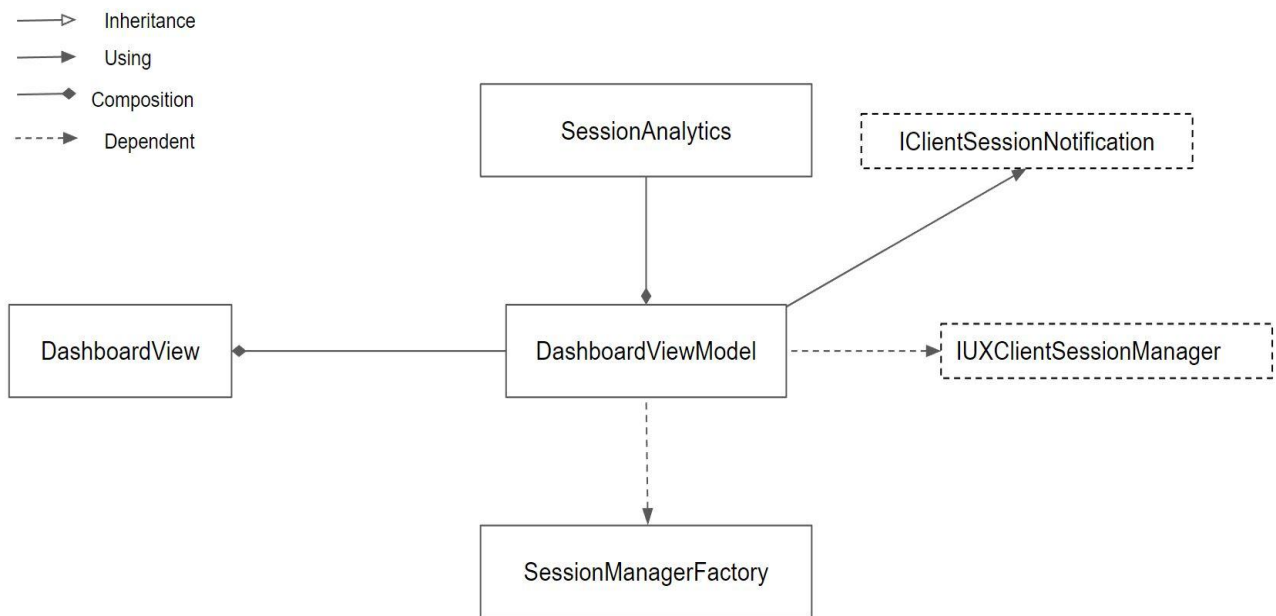 Inheritance
Using
Composition
Dependent
SessionAnalytics
IClientSessionNotification
DashboardView
DashboardViewModel
IUXClientSessionManager
SessionManagerFactory